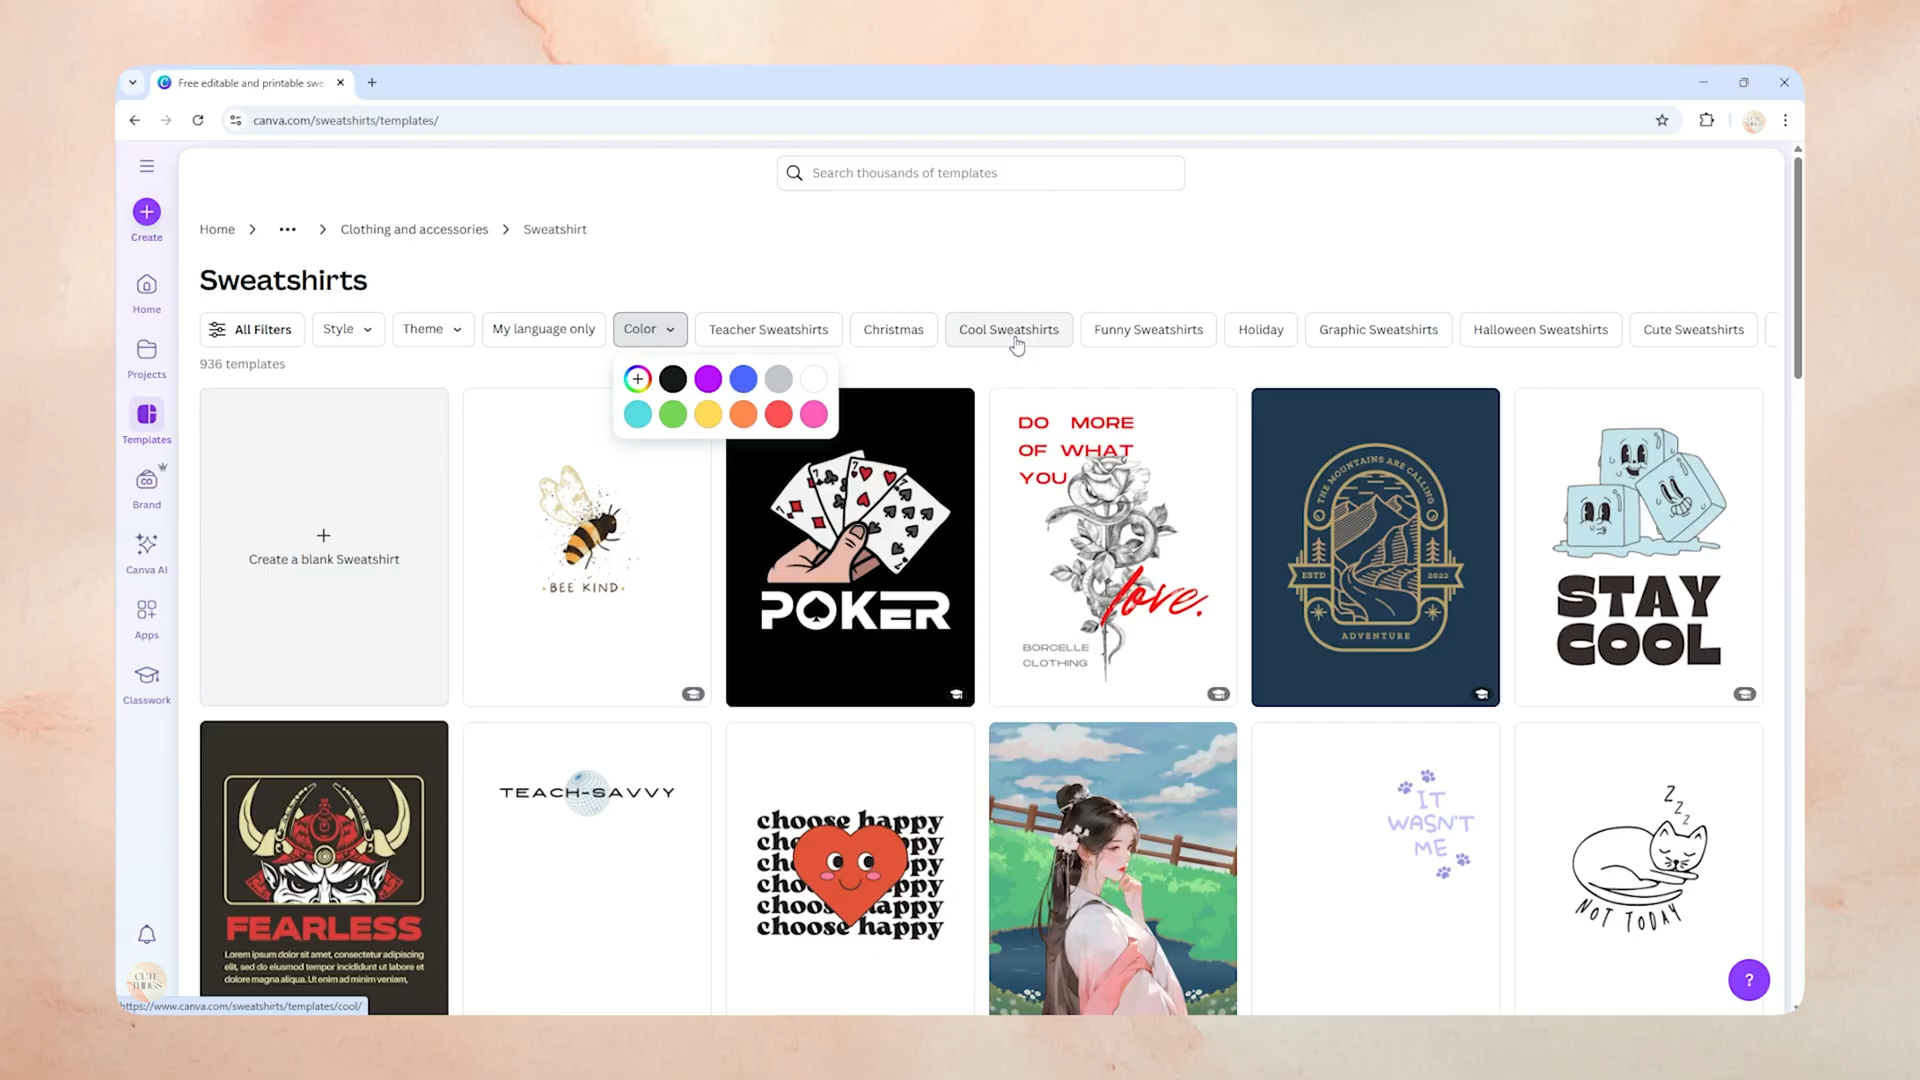 Free editable and printable swe
canva.com/sweatshirts/templates/
Search thousands of templates
Create
Home
Projects
Templates
Brand
Canva AI
Apps
Classwork
CUTE
THINGS
Home
Clothing and accessories
Sweatshirt
Sweatshirts
All Filters
Style
Theme
My language only
Color
Teacher Sweatshirts
Christmas
Cool Sweatshirts
Funny Sweatshirts
Holiday
Graphic Sweatshirts
Halloween Sweatshirts
Cute Sweatshirts
936 templates
Create a blank Sweatshirt
·BEE KIND·
POKER
DO MORE
OF WHAT
YOU
love.
BORCELLE
CLOTHING
THE MOUNTAINS ARE CALLING
ESTD
2022
ADVENTURE
STAY
COOL
FEARLESS
Lorem ipsum dolor sit amet, consectetur adipiscing
elit, sed do eiusmod tempor incididunt ut labore et
dolore magna aliqua. Ut enim ad minim veniam,
TEACH-SAVVY
choose happy
choose happy
IT
WASN'T
ME
Z
Z
Z
NOT TODAY
?
https://www.canva.com/sweatshirts/templates/cool/